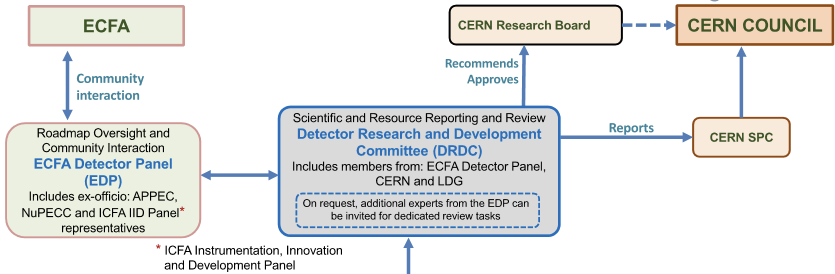 ECFA
CERN Research Board
CERN COUNCIL
Community
interaction
Recommends
Approves
Roadmap Oversight and
Community Interaction
ECFA Detector Panel
(EDP)
Includes ex-officio: APPEC,
NuPECC and ICFA IID Panel*
representatives
Scientific and Resource Reporting and Review
Detector Research and Development
Committee (DRDC)
Includes members from: ECFA Detector Panel,
CERN and LDG
On request, additional experts from the EDP can
be invited for dedicated review tasks
Reports
CERN SPC
* ICFA Instrumentation, Innovation
and Development Panel